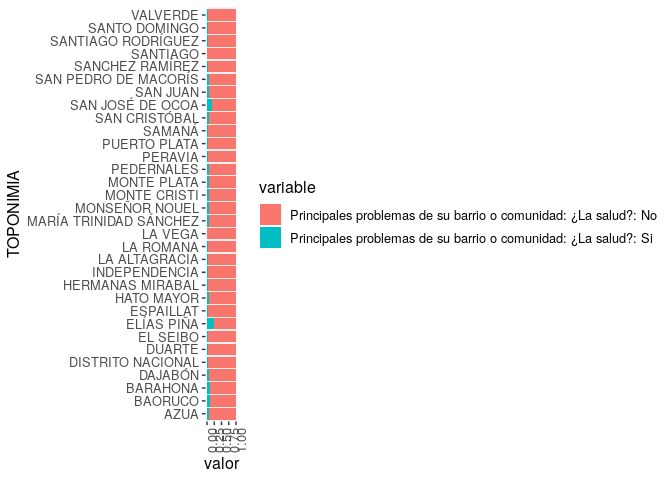 VALVERDE
SANTO DOMINGO
SANTIAGO RODRÍGUEZ
SANTIAGO
SANCHEZ RAMÍREZ
SAN PEDRO DE MACORÍS
SAN JUAN
SAN JOSÉ DE OCOA
SAN CRISTÓBAL
SAMANÁ
PUERTO PLATA
PERAVIA
PEDERNALES
MONTE PLATA
MONTE CRISTI
MONSEÑOR NOUEL
MARÍA TRINIDAD SÁNCHEZ
LA VEGA
LA ROMANA
LA ALTAGRACIA
INDEPENDENCIA
HERMANAS MIRABAL
HATO MAYOR
ESPAILLAT
ELÍAS PIÑA
EL SEIBO
DUARTE
DISTRITO NACIONAL
DAJABÓN
BARAHONA
BAORUCO
AZUA
TOPONIMIA
0.00
0.25
0.50
0.75
1.00
valor
variable
Principales problemas de su barrio o comunidad: ¿La salud?: No
Principales problemas de su barrio o comunidad: ¿La salud?: Si